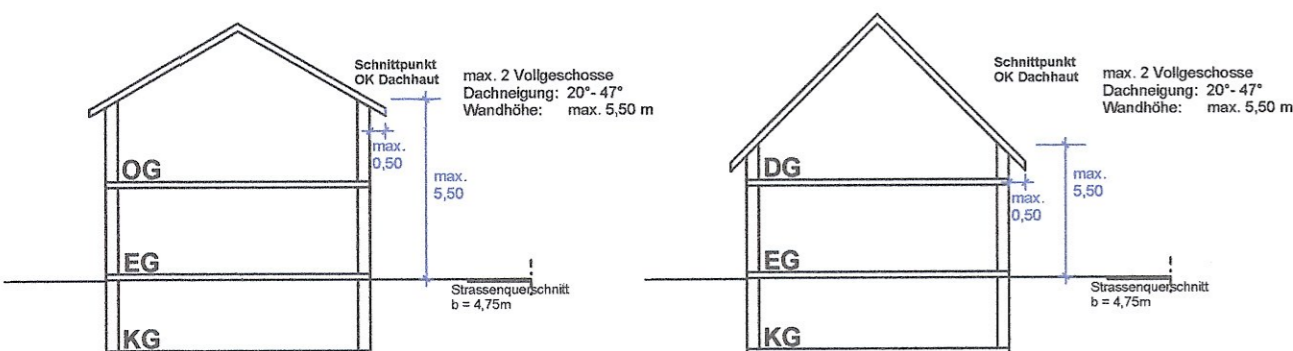 Schnittpunkt
OK Dachhaut
max. 2 Vollgeschosse
Dachneigung: 20°- 47°
Wandhöhe: max. 5,50 m
max.
0,50
OG
max.
5,50
EG
Strassenquerschnitt
b = 4,75m
KG
Schnittpunkt
OK Dachhaut
max. 2 Vollgeschosse
Dachneigung: 20°- 47°
Wandhöhe: max. 5,50 m
DG
max.
5,50
max.
0,50
EG
Strassenquerschnitt
b = 4,75m
KG